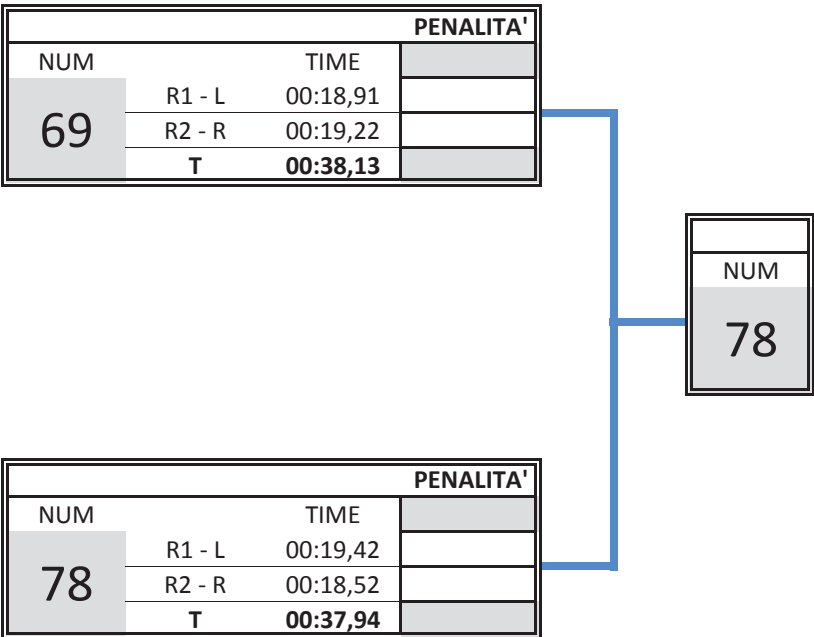 PENALITA'
NUM TIME
R1 - L 00:18,91
69 R2 - R 00:19,22
T 00:38,13
NUM
78
PENALITA'
NUM TIME
R1 - L 00:19,42
78 R2 - R 00:18,52
T 00:37,94